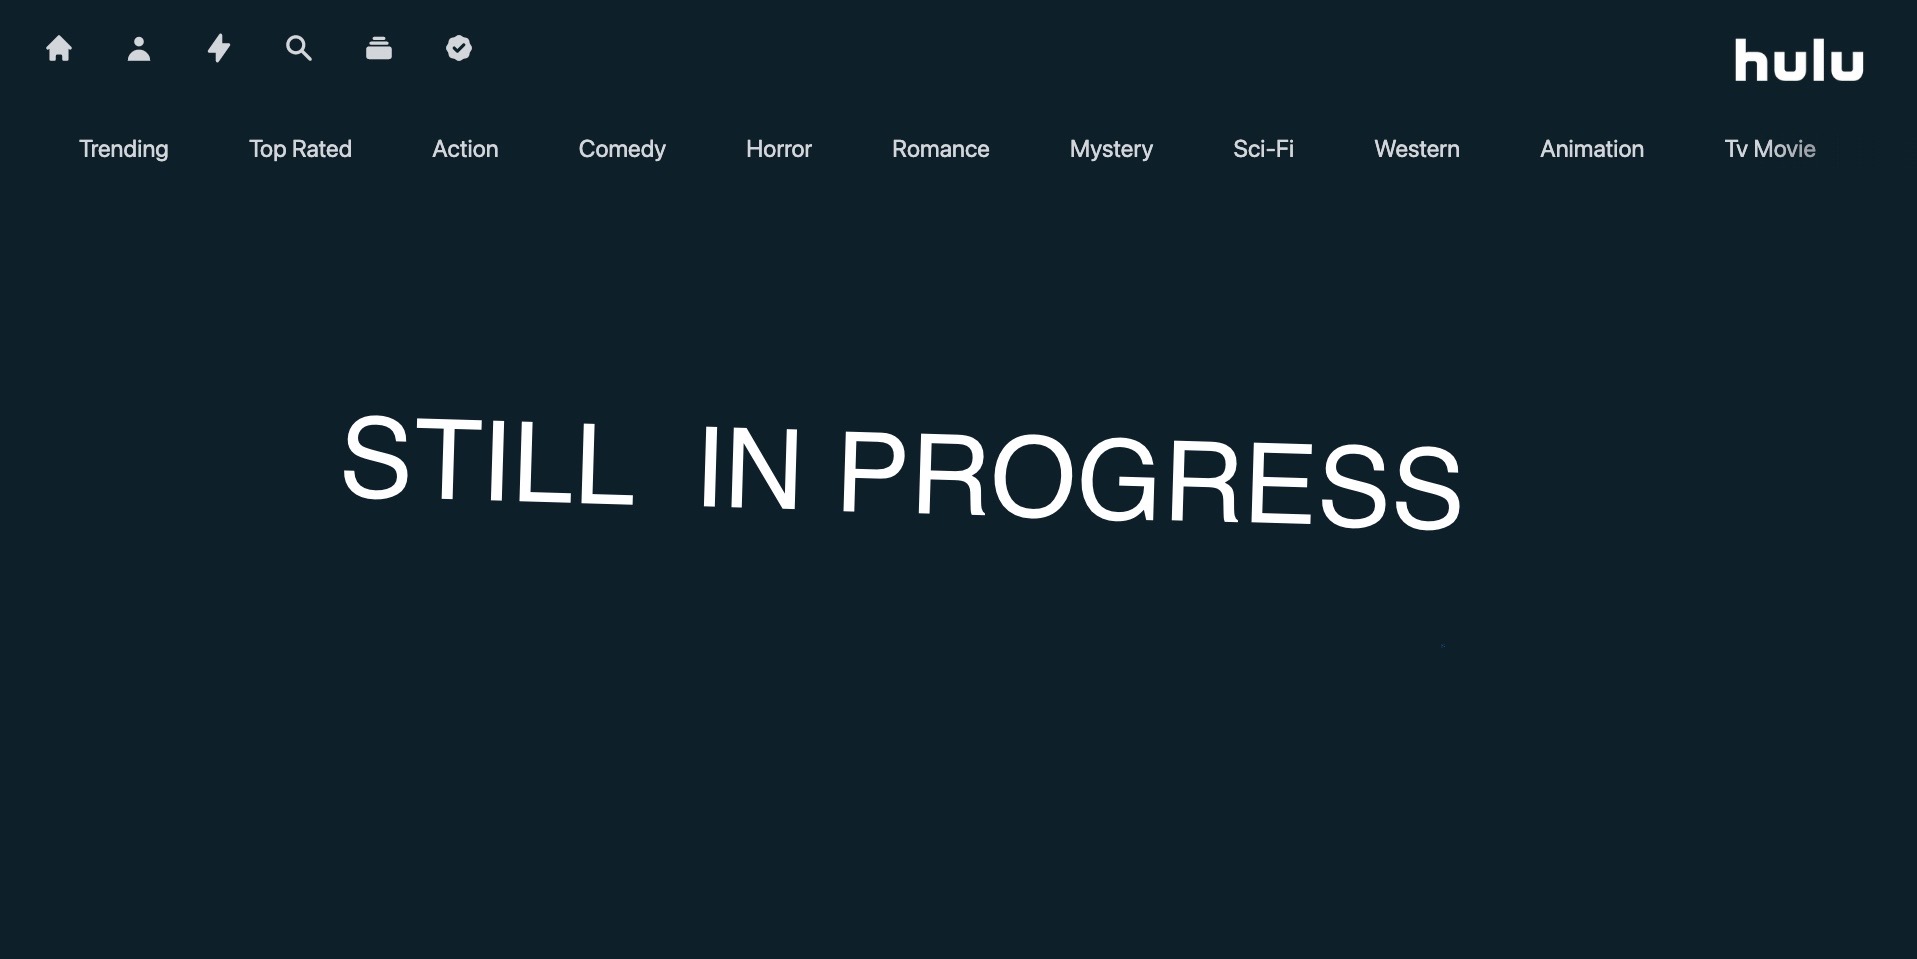 hulu
Trending Top Rated Action Comedy Horror Romance Mystery Sci-Fi Western Animation Tv Movie
STILL IN PROGRESS